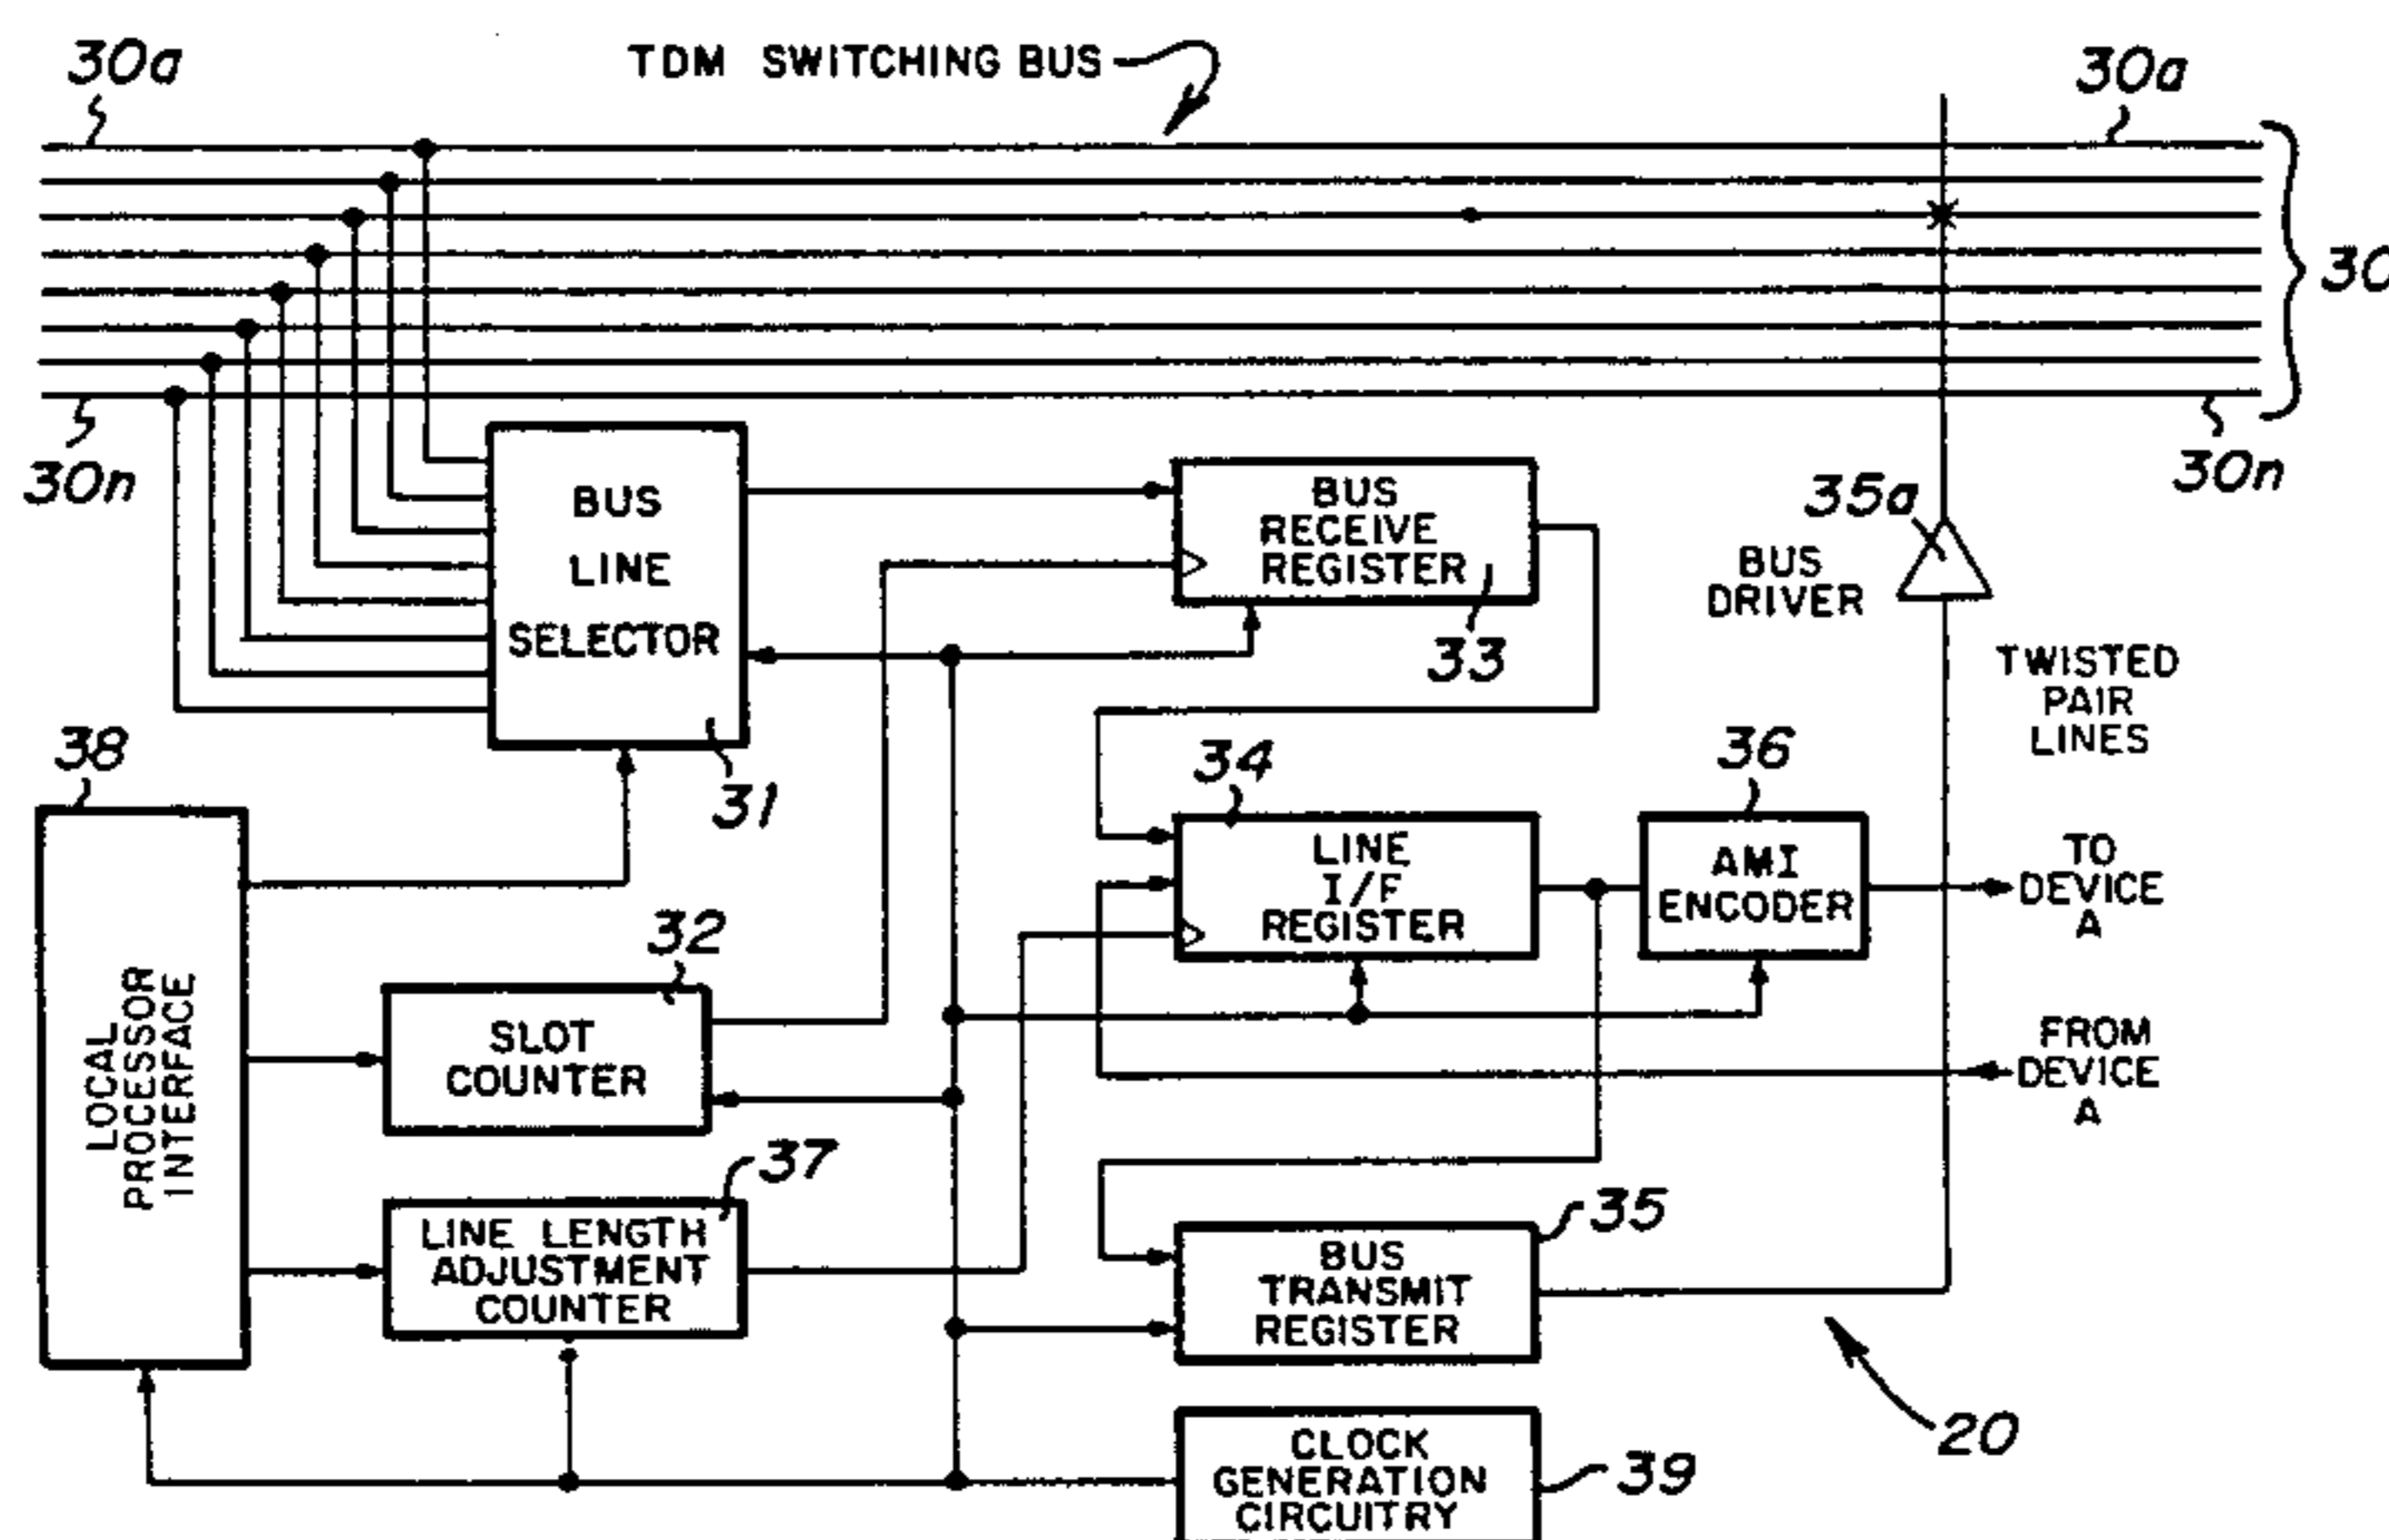 30a
TDM SWITCHING BUS
30a
30
30n
30n
BUS
LINE
SELECTOR
31
BUS
RECEIVE
REGISTER
33
35a
BUS
DRIVER
TWISTED
PAIR
LINES
38
LOCAL
PROCESSOR
INTERFACE
34
LINE
I/F
REGISTER
36
AMI
ENCODER
TO
DEVICE
A
32
SLOT
COUNTER
FROM
DEVICE
A
37
LINE LENGTH
ADJUSTMENT
COUNTER
35
BUS
TRANSMIT
REGISTER
20
CLOCK
GENERATION
CIRCUITRY
39